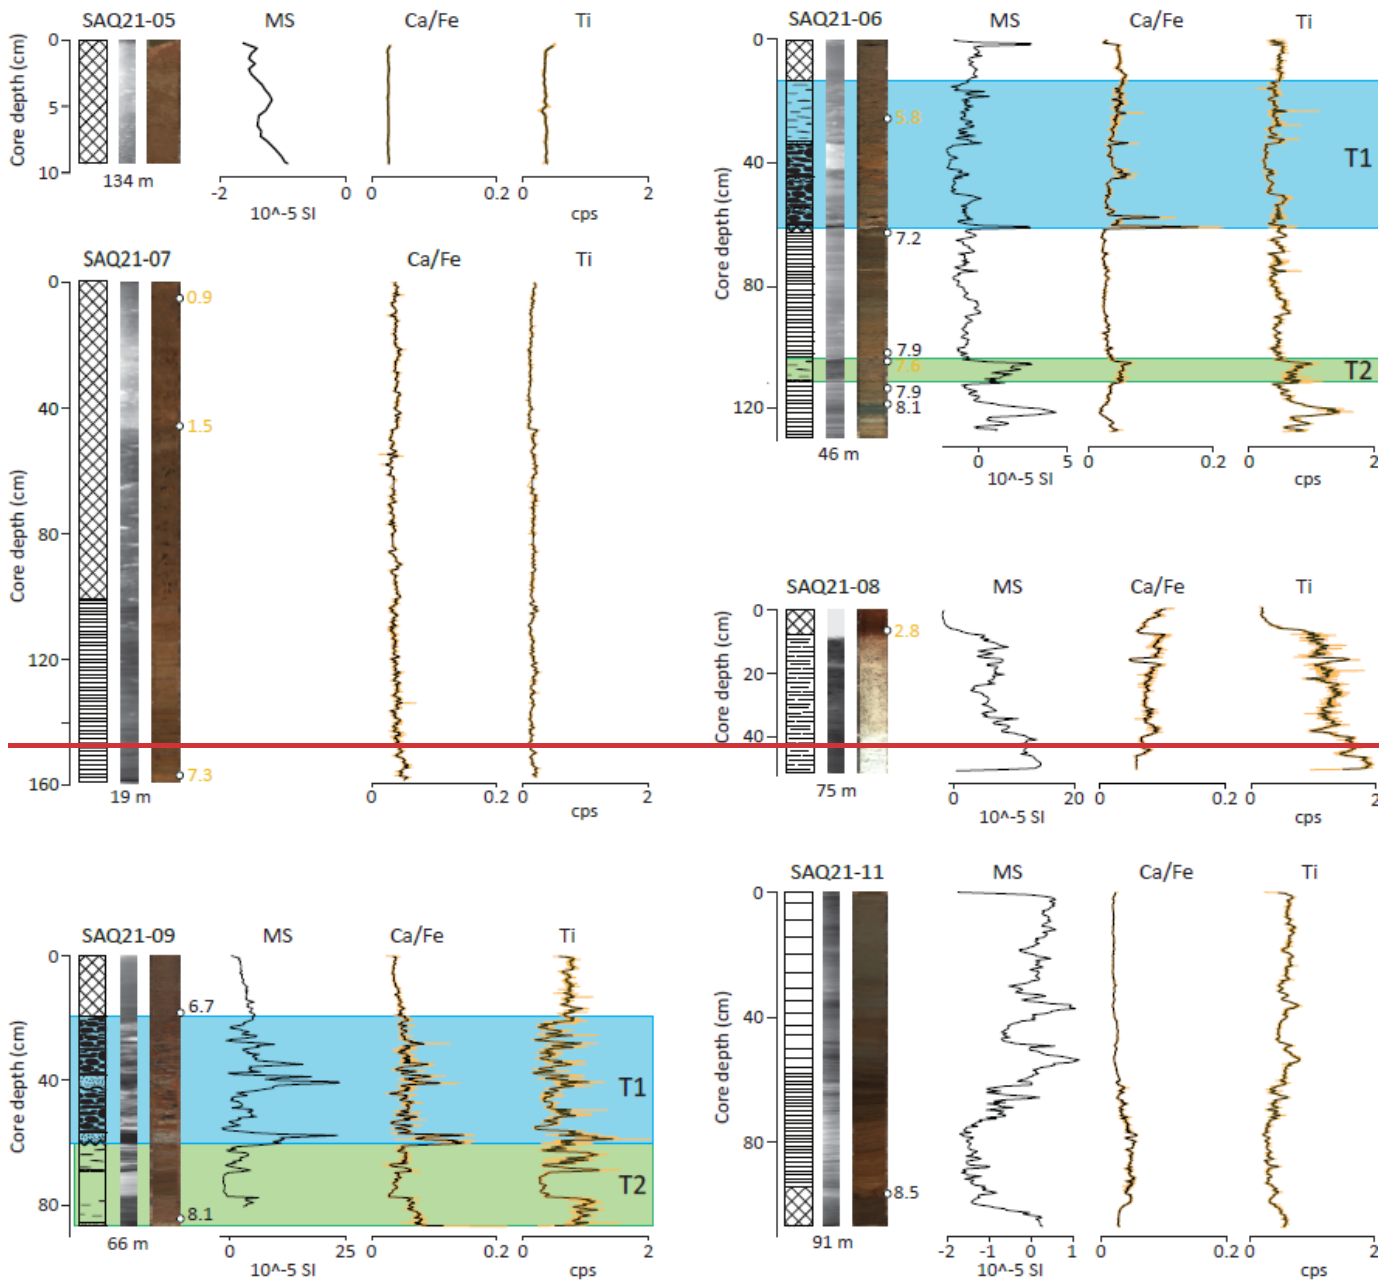 SAQ21-05 MS Ca/Fe Ti
Core depth (cm)
0
5
10
134 m
-2 0 0 0.2 0 2
10^-5 SI cps
SAQ21-06 MS Ca/Fe Ti
Core depth (cm)
0
40
80
120
5.8
T1
7.2
7.9
7.6
T2
7.9
8.1
46 m
0 5 0 0.2 0 2
10^-5 SI cps
SAQ21-07 Ca/Fe Ti
Core depth (cm)
0
40
80
120
160
0.9
1.5
7.3
19 m
0 0.2 0 2
cps
SAQ21-08 MS Ca/Fe Ti
Core depth (cm)
0
20
40
2.8
75 m
0 20 0 0.2 0 2
10^-5 SI cps
SAQ21-09 MS Ca/Fe Ti
Core depth (cm)
0
40
80
6.7
T1
T2
8.1
66 m
0 25 0 0.2 0 2
10^-5 SI cps
SAQ21-11 MS Ca/Fe Ti
Core depth (cm)
0
40
80
8.5
91 m
-2 -1 0 1 0 0.2 0 2
10^-5 SI cps